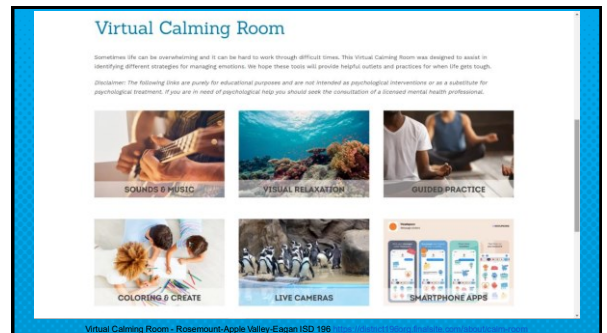 Virtual Calming Room
Sometimes life can be overwhelming and it can be hard to work through difficult times. This Virtual Calming Room was designed to assist in
identifying different strategies for managing emotions. We hope these tools will provide helpful outlets and practices for when life gets tough.
Disclaimer: The following links are purely for educational purposes and are not intended as psychological interventions or as a substitute for
psychological treatment. If you are in need of psychological help you should seek the consultation of a licensed mental health professional.
SOUNDS & MUSIC
VISUAL RELAXATION
GUIDED PRACTICE
COLORING & CREATE
LIVE CAMERAS
SMARTPHONE APPS
Virtual Calming Room - Rosemount-Apple Valley-Eagan ISD 196